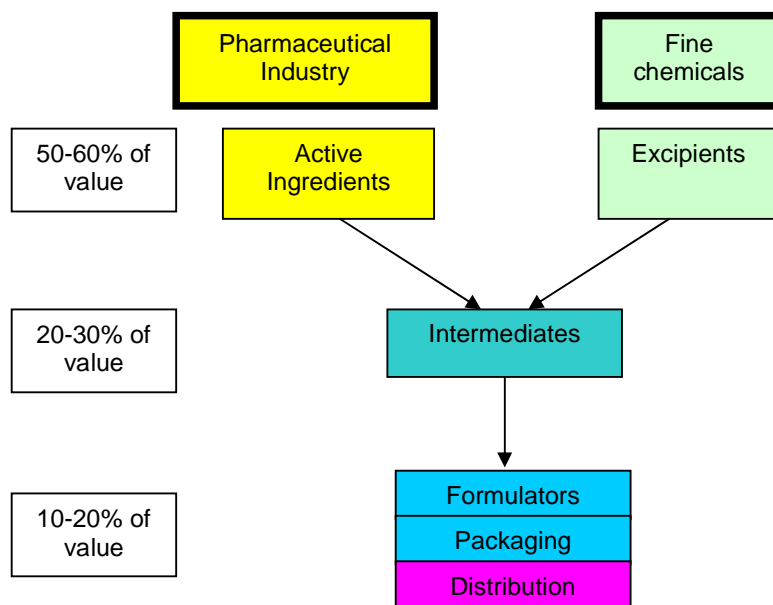 Pharmaceutical
Industry
Fine
chemicals
50-60% of
value
Active
Ingredients
Excipients
20-30% of
value
Intermediates
10-20% of
value
Formulators
Packaging
Distribution